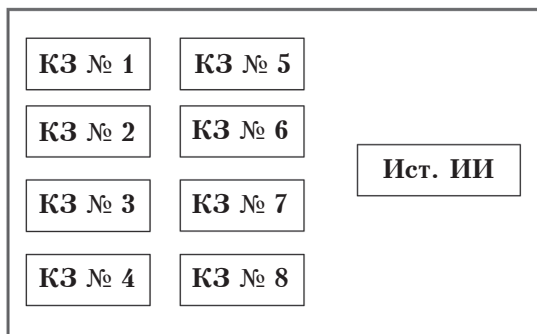 КЗ № 1
КЗ № 2
КЗ № 3
КЗ № 4
КЗ № 5
КЗ № 6
КЗ № 7
КЗ № 8
Ист. ИИ